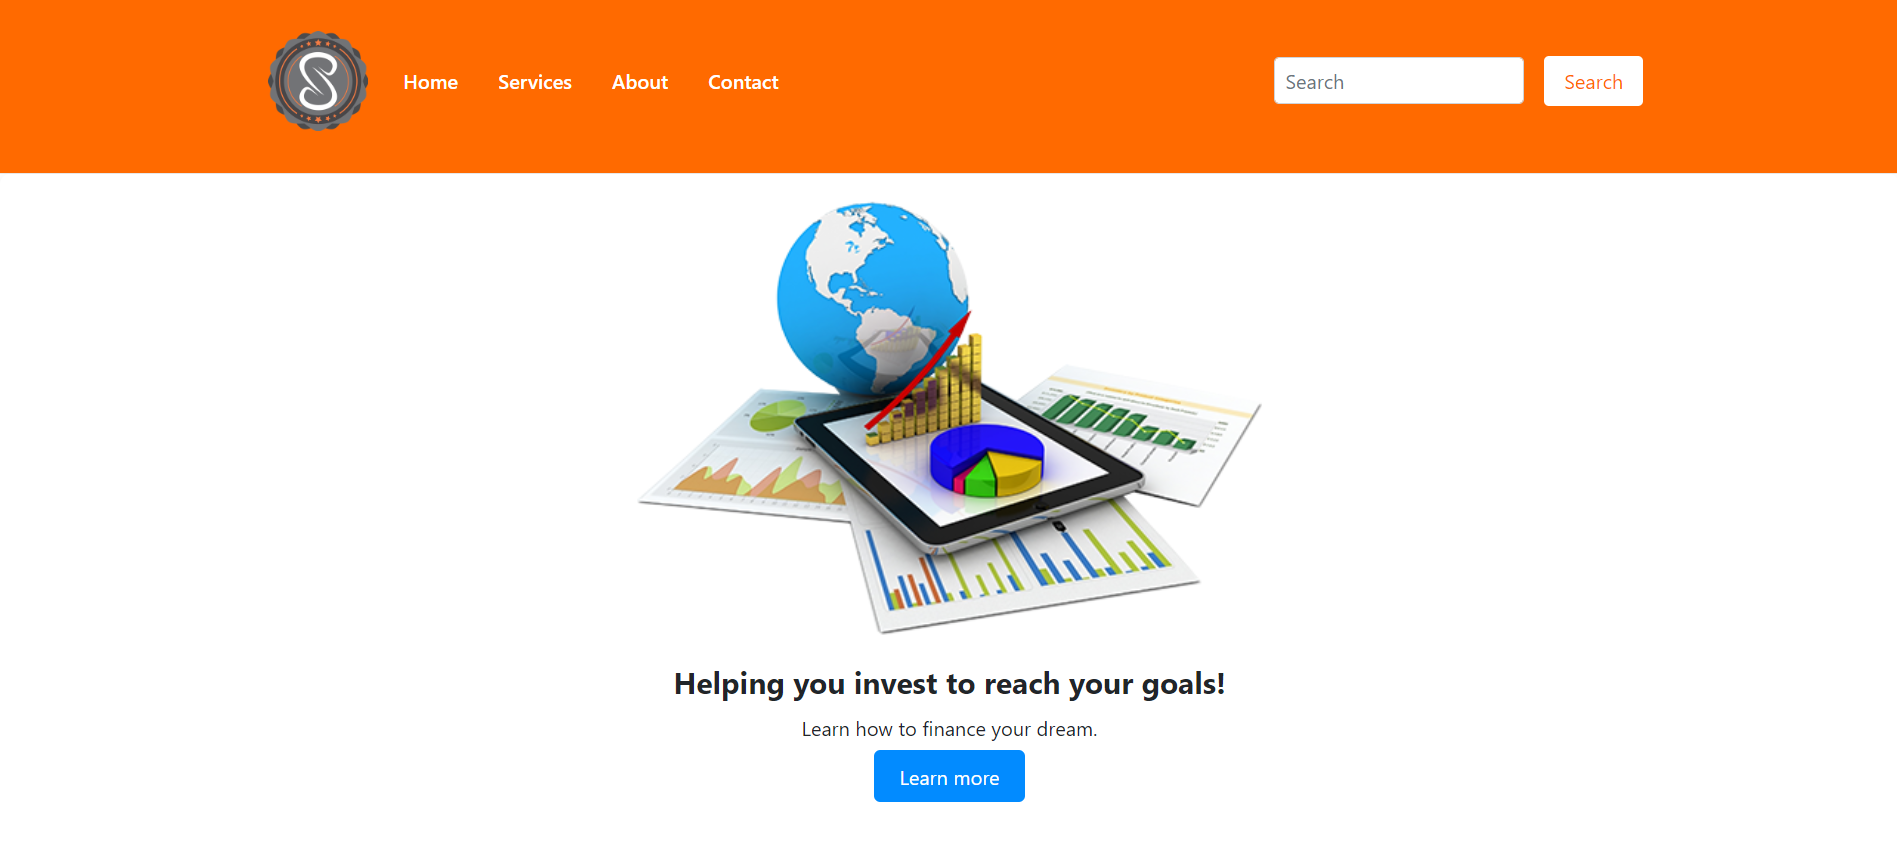 S
Home Services About Contact
Search Search
Helping you invest to reach your goals!
Learn how to finance your dream.
Learn more